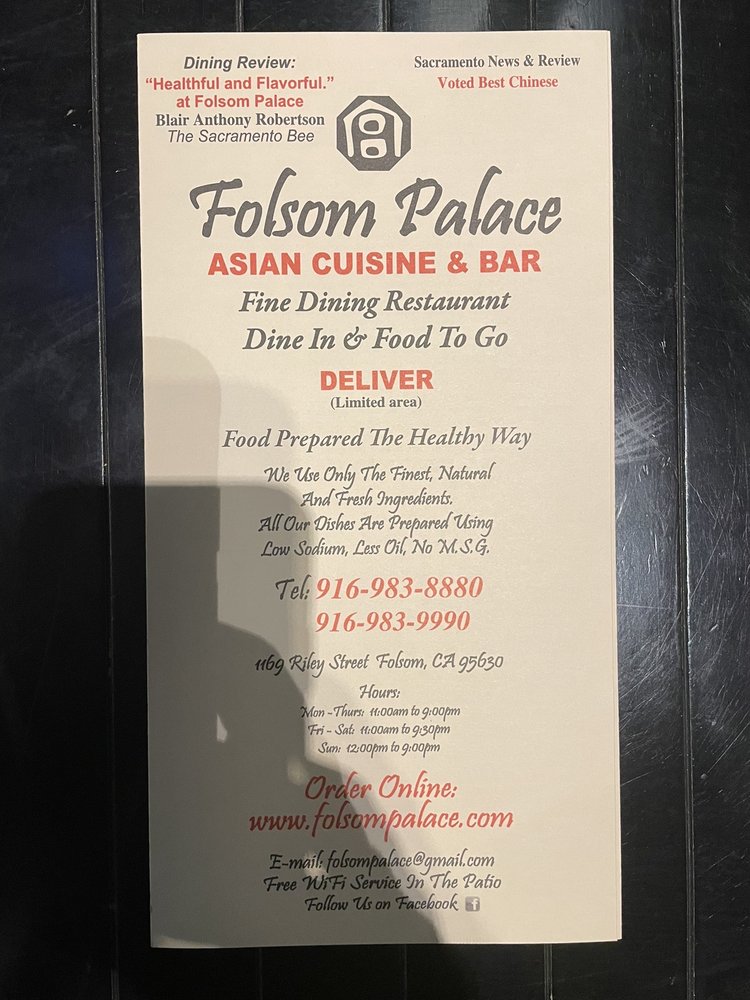 Dining Review:
“Healthful and Flavorful.”
at Folsom Palace
Blair Anthony Robertson
The Sacramento Bee
Sacramento News & Review
Voted Best Chinese
Folsom Palace
ASIAN CUISINE & BAR
Fine Dining Restaurant
Dine In & Food To Go
DELIVER
(Limited area)
Food Prepared The Healthy Way
We Use Only The Finest, Natural
And Fresh Ingredients.
All Our Dishes Are Prepared Using
Low Sodium, Less Oil, No M.S.G.
Tel: 916-983-8880
916-983-9990
1169 Riley Street Folsom, CA 95630
Hours:
Mon - Thurs: 11:00am to 9:00pm
Fri - Sat: 11:00am to 9:30pm
Sun: 12:00pm to 9:00pm
Order Online:
www.folsompalace.com
E-mail: folsompalace@gmail.com
Free WiFi Service In The Patio
Follow Us on Facebook f